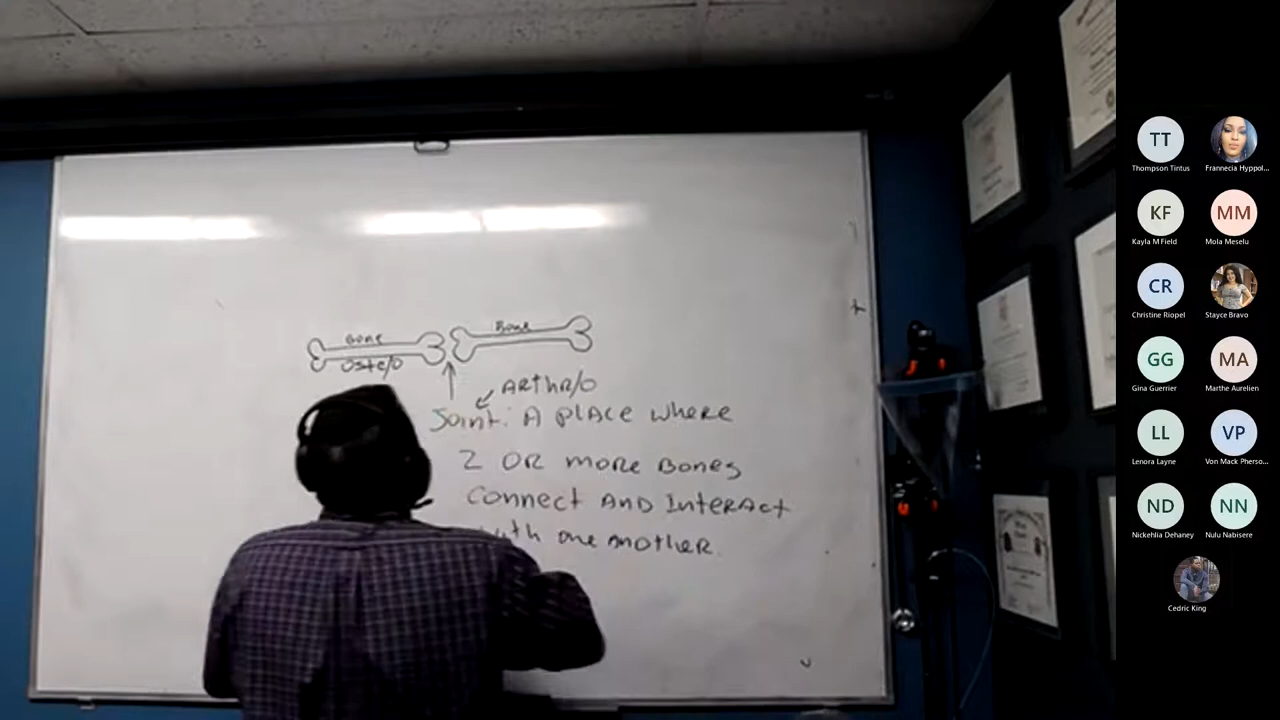 Bone
Bone
Oste/o
ARthR/o
Joint: A place where
2 OR more Bones
Connect AND InterAct
with one another.
TT
Thompson Tintus
Frannecia Hyppol...
KF
Kayla M Field
MM
Mola Meselu
CR
Christine Riopel
Stayce Bravo
GG
Gina Guerrier
MA
Marthe Aurelien
LL
Lenora Layne
VP
Von Mack Pherso...
ND
Nickehlia Dehaney
NN
Nulu Nabisere
Cedric King